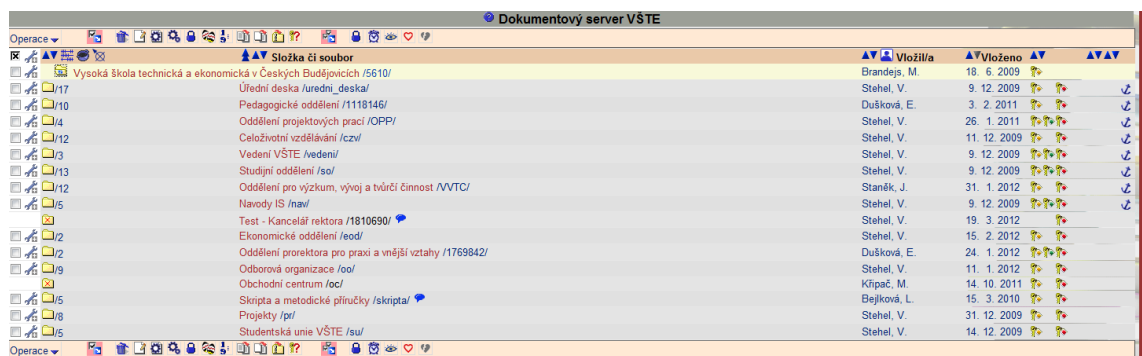 Dokumentový server VŠTE
Operace
Složka či soubor Vložil/a Vloženo
Vysoká škola technická a ekonomická v Českých Budějovicích /5610/ Brandejs, M. 18. 6. 2009
/17 Úřední deska /uredni_deska/ Stehel, V. 9. 12. 2009
/10 Pedagogické oddělení /1118146/ Dušková, E. 3. 2. 2011
/4 Oddělení projektových prací /OPP/ Stehel, V. 26. 1. 2011
/12 Celoživotní vzdělávání /czv/ Stehel, V. 11. 12. 2009
/3 Vedení VŠTE /vedeni/ Stehel, V. 9. 12. 2009
/13 Studijní oddělení /so/ Stehel, V. 9. 12. 2009
/12 Oddělení pro výzkum, vývoj a tvůrčí činnost /VVTC/ Staněk, J. 31. 1. 2012
/5 Navody IS /nav/ Stehel, V. 9. 12. 2009
Test - Kancelář rektora /1810690/ Stehel, V. 19. 3. 2012
/2 Ekonomické oddělení /eod/ Stehel, V. 15. 2. 2012
/2 Oddělení prorektora pro praxi a vnější vztahy /1769842/ Dušková, E. 24. 1. 2012
/9 Odborová organizace /oo/ Stehel, V. 11. 1. 2012
Obchodní centrum /oc/ Křipač, M. 14. 10. 2011
/5 Skripta a metodické příručky /skripta/ Bejlková, L. 15. 3. 2010
/8 Projekty /pr/ Stehel, V. 31. 12. 2009
/5 Studentská unie VŠTE /su/ Stehel, V. 14. 12. 2009
Operace